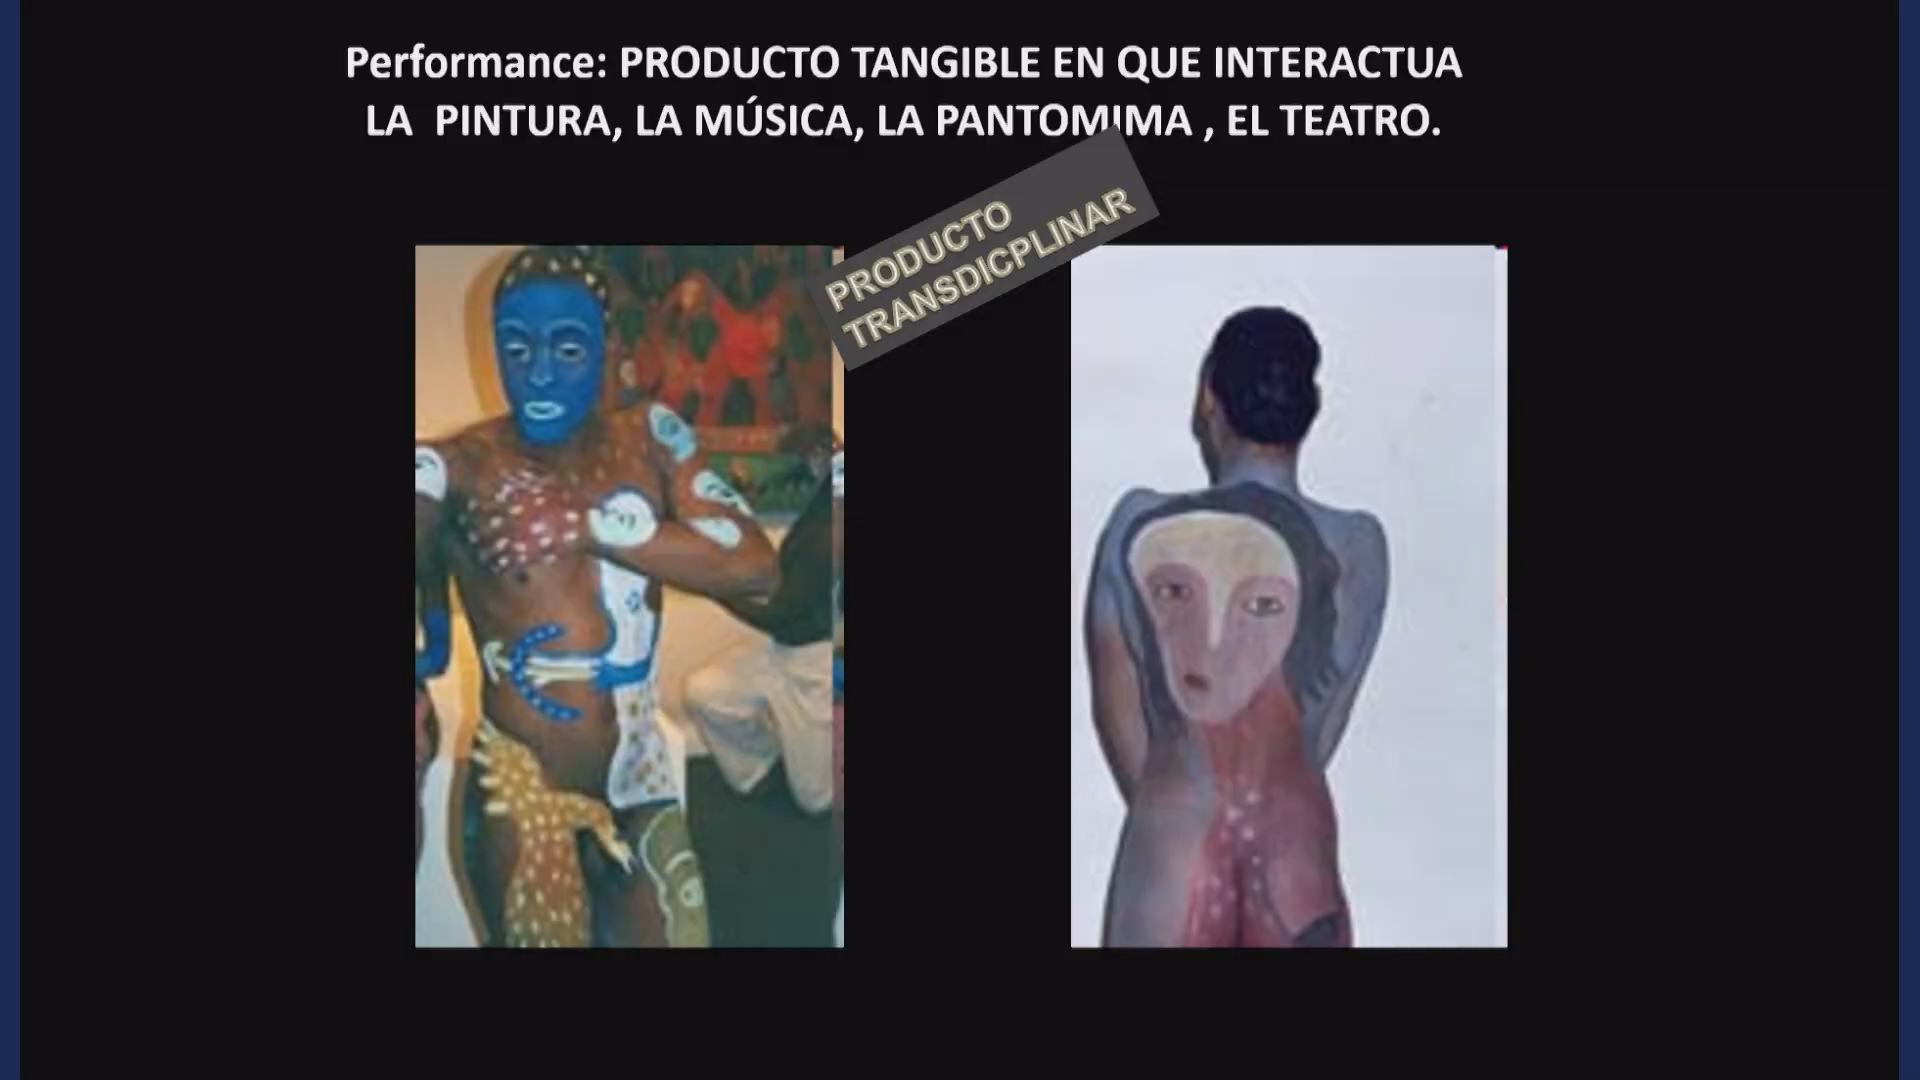 Performance: PRODUCTO TANGIBLE EN QUE INTERACTUA
LA PINTURA, LA MÚSICA, LA PANTOMIMA , EL TEATRO.
PRODUCTO
TRANSDICPLINAR